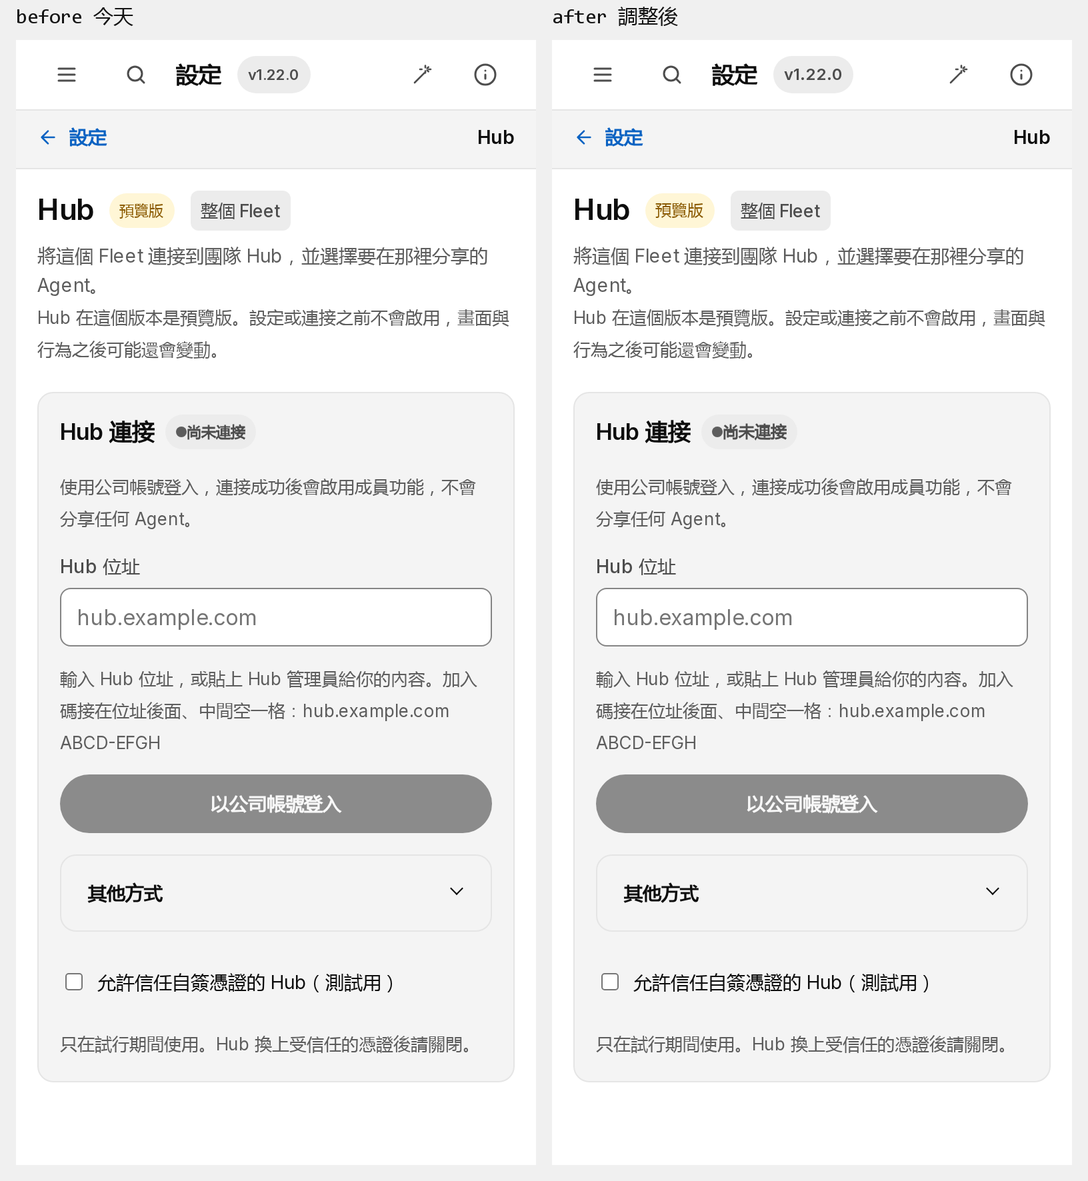 before 今天
設定 v1.22.0
設定 Hub
Hub 預覽版 整個 Fleet
將這個 Fleet 連接到團隊 Hub，並選擇要在那裡分享的
Agent。
Hub 在這個版本是預覽版。設定或連接之前不會啟用，畫面與
行為之後可能還會變動。
Hub 連接 尚未連接
使用公司帳號登入，連接成功後會啟用成員功能，不會
分享任何 Agent。
Hub 位址
hub.example.com
輸入 Hub 位址，或貼上 Hub 管理員給你的內容。加入
碼接在位址後面、中間空一格：hub.example.com
ABCD-EFGH
以公司帳號登入
其他方式
允許信任自簽憑證的 Hub（測試用）
只在試行期間使用。Hub 換上受信任的憑證後請關閉。
after 調整後
設定 v1.22.0
設定 Hub
Hub 預覽版 整個 Fleet
將這個 Fleet 連接到團隊 Hub，並選擇要在那裡分享的
Agent。
Hub 在這個版本是預覽版。設定或連接之前不會啟用，畫面與
行為之後可能還會變動。
Hub 連接 尚未連接
使用公司帳號登入，連接成功後會啟用成員功能，不會
分享任何 Agent。
Hub 位址
hub.example.com
輸入 Hub 位址，或貼上 Hub 管理員給你的內容。加入
碼接在位址後面、中間空一格：hub.example.com
ABCD-EFGH
以公司帳號登入
其他方式
允許信任自簽憑證的 Hub（測試用）
只在試行期間使用。Hub 換上受信任的憑證後請關閉。